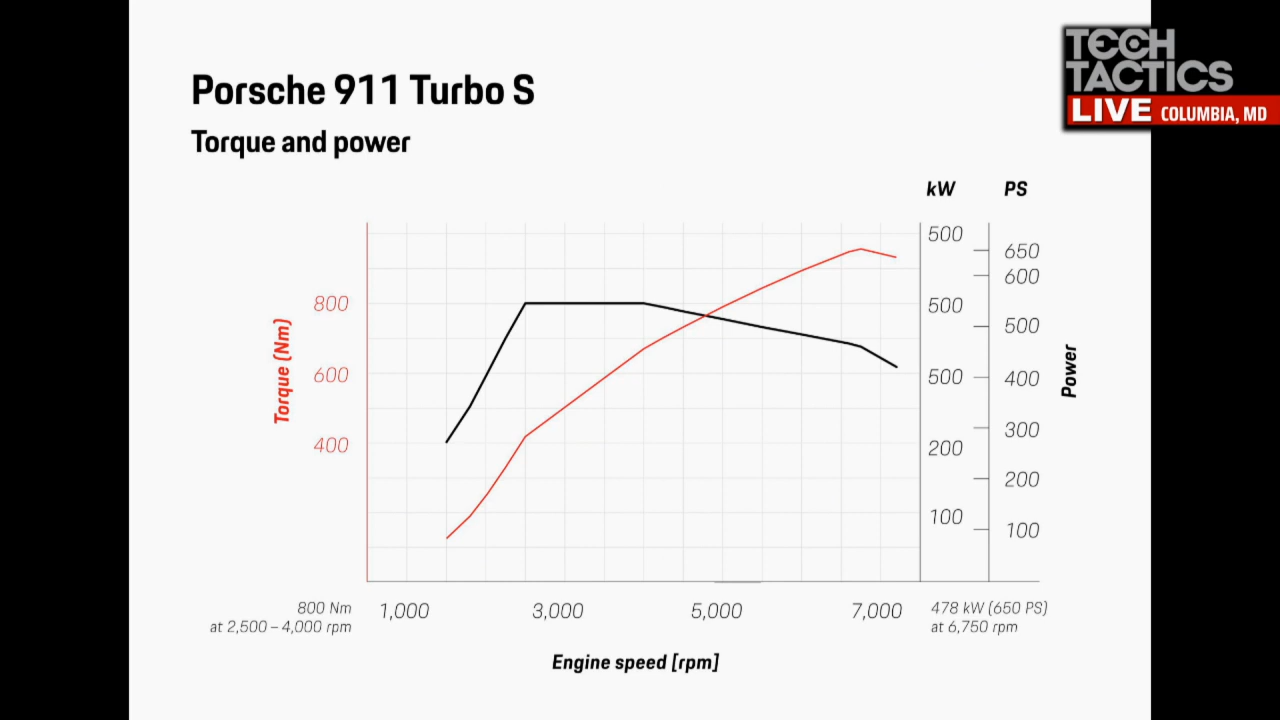 TECH
TACTICS
LIVE COLUMBIA, MD
Porsche 911 Turbo S
Torque and power
kW PS
500
650
600
800
500
500
600
500
400
400
200
300
200
100
100
Torque (Nm)
Power
800 Nm
at 2,500 – 4,000 rpm
1,000 3,000 5,000 7,000
478 kW (650 PS)
at 6,750 rpm
Engine speed [rpm]